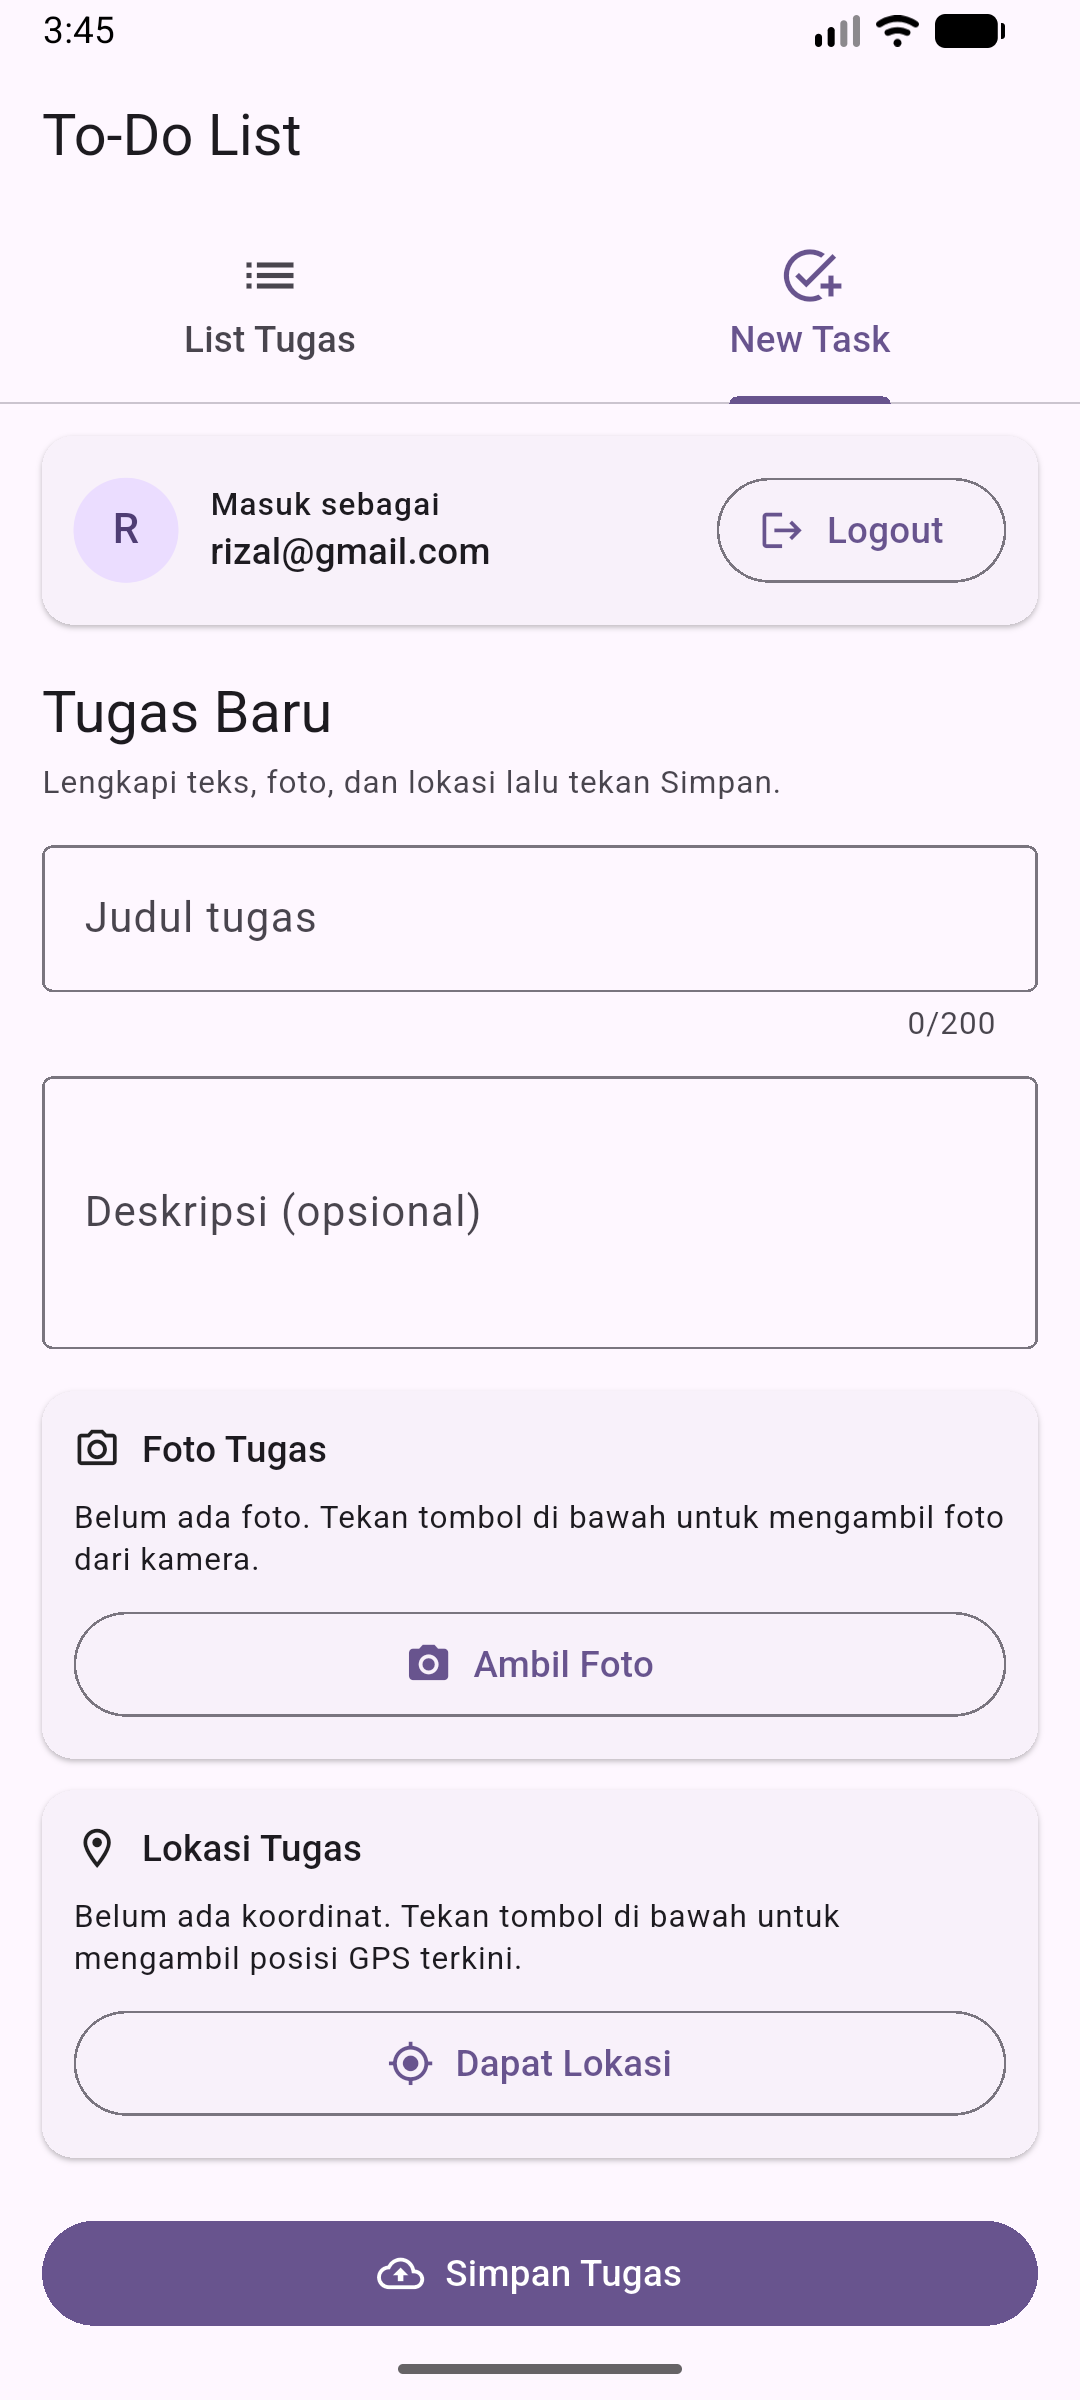 3:45
To-Do List
List Tugas
New Task
R
Masuk sebagai
rizal@gmail.com
Logout
Tugas Baru
Lengkapi teks, foto, dan lokasi lalu tekan Simpan.
Judul tugas
0/200
Deskripsi (opsional)
Foto Tugas
Belum ada foto. Tekan tombol di bawah untuk mengambil foto
dari kamera.
Ambil Foto
Lokasi Tugas
Belum ada koordinat. Tekan tombol di bawah untuk
mengambil posisi GPS terkini.
Dapat Lokasi
Simpan Tugas